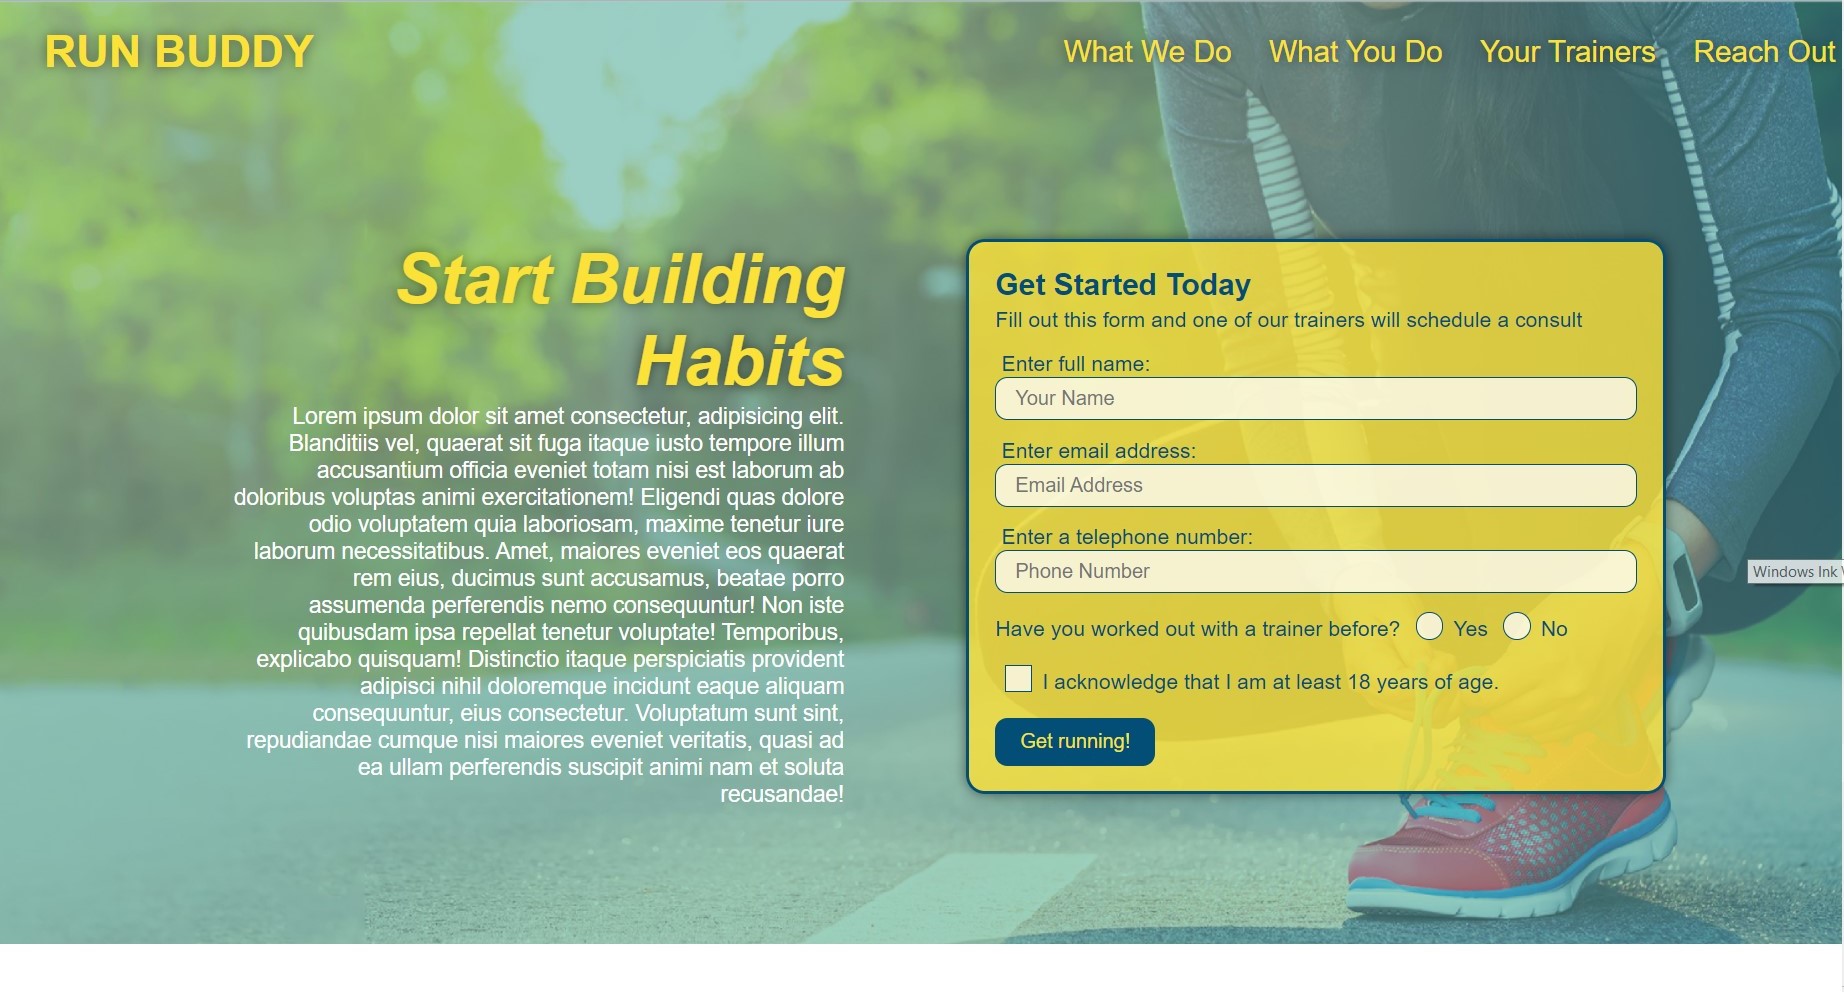 RUN BUDDY
What We Do
What You Do
Your Trainers
Reach Out
Start Building
Habits
Lorem ipsum dolor sit amet consectetur, adipisicing elit.
Blanditiis vel, quaerat sit fuga itaque iusto tempore illum
accusantium officia eveniet totam nisi est laborum ab
doloribus voluptas animi exercitationem! Eligendi quas dolore
odio voluptatem quia laboriosam, maxime tenetur iure
laborum necessitatibus. Amet, maiores eveniet eos quaerat
rem eius, ducimus sunt accusamus, beatae porro
assumenda perferendis nemo consequuntur! Non iste
quibusdam ipsa repellat tenetur voluptate! Temporibus,
explicabo quisquam! Distinctio itaque perspiciatis provident
adipisci nihil doloremque incidunt eaque aliquam
consequuntur, eius consectetur. Voluptatum sunt sint,
repudiandae cumque nisi maiores eveniet veritatis, quasi ad
ea ullam perferendis suscipit animi nam et soluta
recusandae!
Get Started Today
Fill out this form and one of our trainers will schedule a consult
Enter full name:
Your Name
Enter email address:
Email Address
Enter a telephone number:
Phone Number
Have you worked out with a trainer before? Yes No
I acknowledge that I am at least 18 years of age.
Get running!
Windows Ink